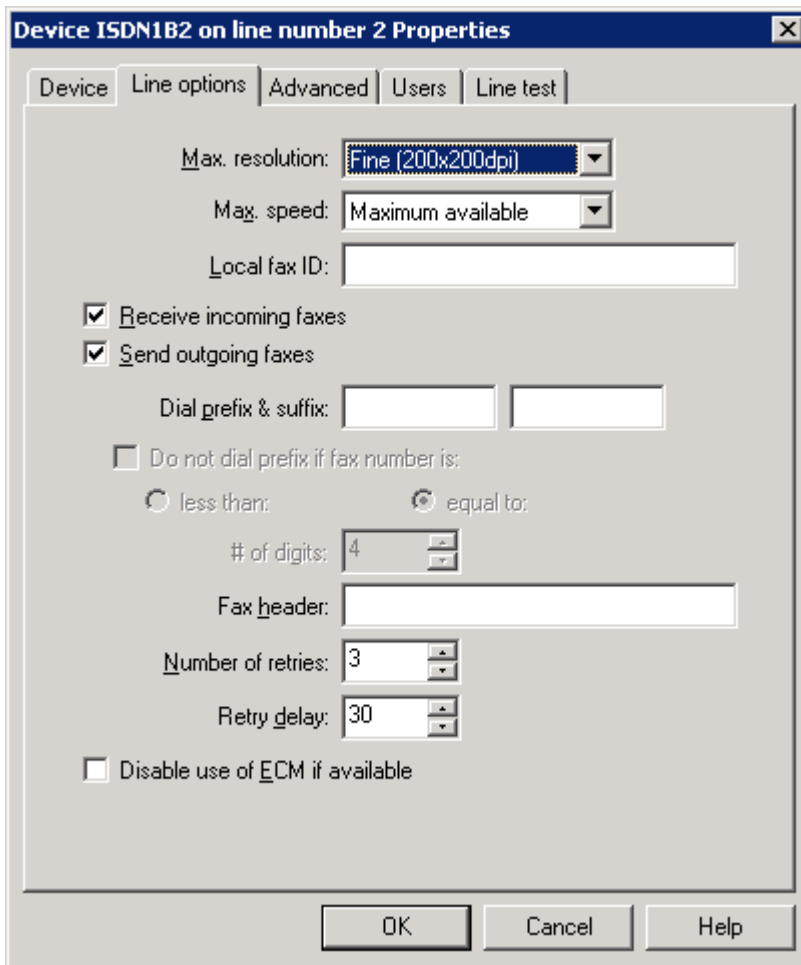 Device ISDN1B2 on line number 2 Properties
Device Line options Advanced Users Line test
Max. resolution: Fine (200x200dpi)
Max. speed: Maximum available
Local fax ID:
Receive incoming faxes
Send outgoing faxes
Dial prefix & suffix:
Do not dial prefix if fax number is:
less than: equal to:
# of digits: 4
Fax header:
Number of retries: 3
Retry delay: 30
Disable use of ECM if available
OK Cancel Help